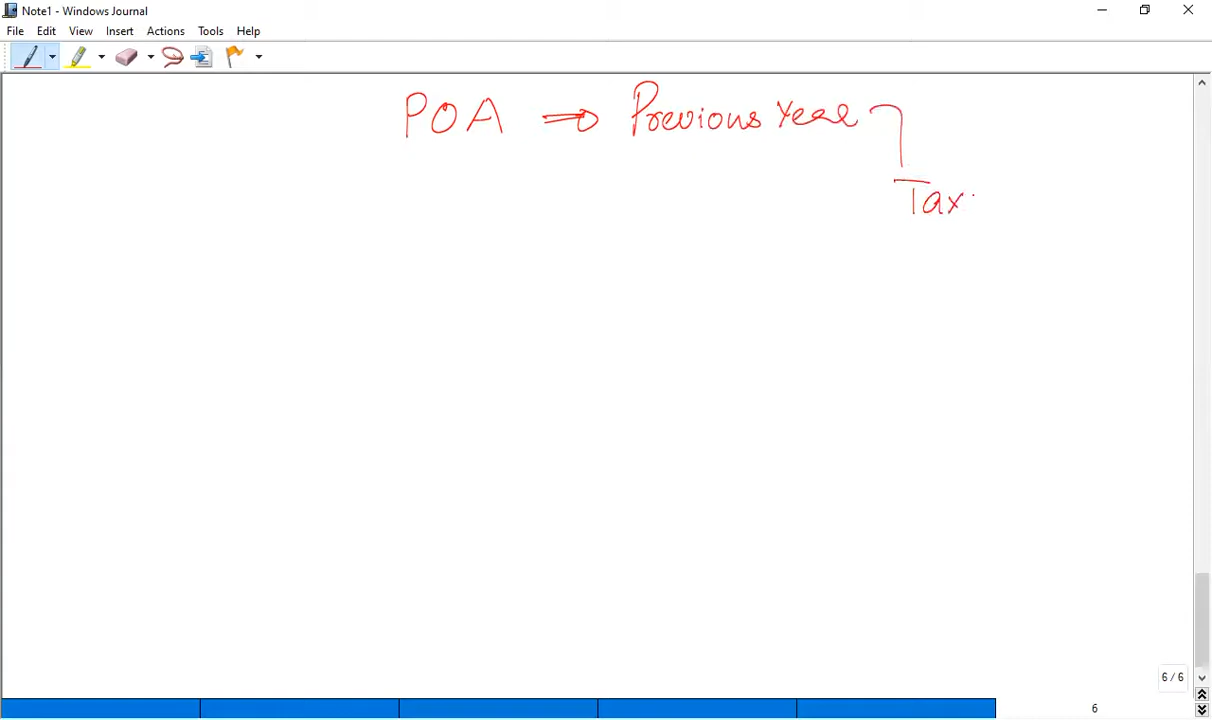 Note1 - Windows Journal
File Edit View Insert Actions Tools Help
POA ⇒ Previous Year
Tax
6 / 6
6